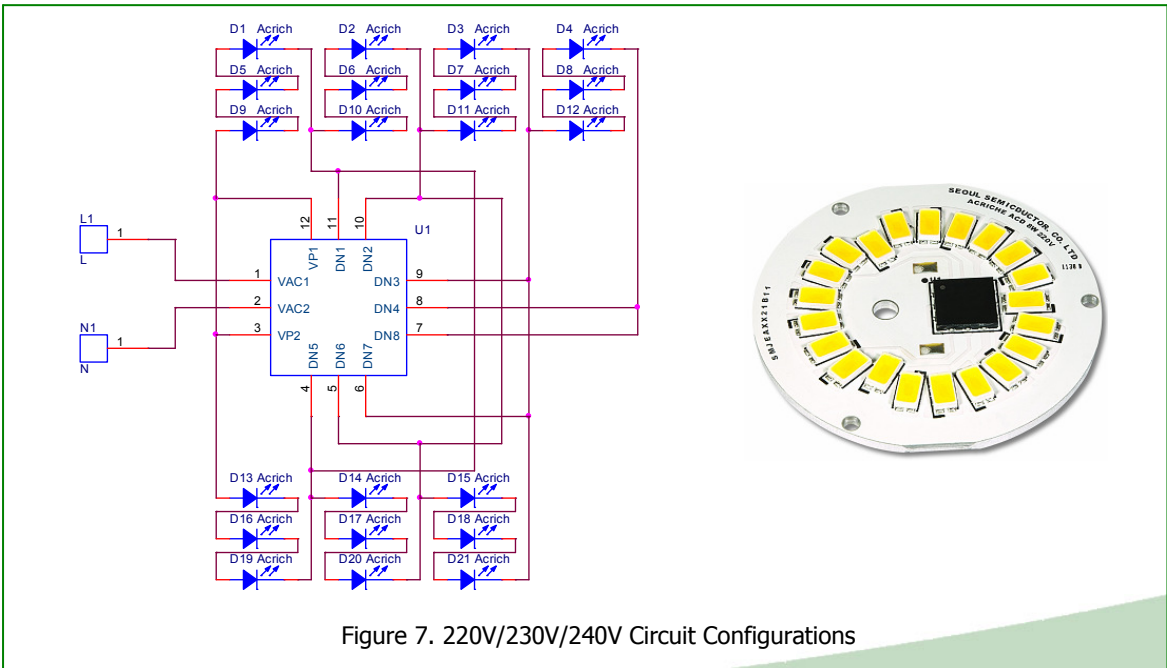 D1 Acrich D2 Acrich D3 Acrich D4 Acrich
D5 Acrich D6 Acrich D7 Acrich D8 Acrich
D9 Acrich D10 Acrich D11 Acrich D12 Acrich
12 11 10
U1
VP1 DN1 DN2
L1
1
L
1 VAC1 DN3 9
2 VAC2 DN4 8
3 VP2 DN8 7
N1
1
N
DN5 DN6 DN7
4 5 6
D13 Acrich D14 Acrich D15 Acrich
D16 Acrich D17 Acrich D18 Acrich
D19 Acrich D20 Acrich D21 Acrich
SEOUL SEMICDUCTOR. CO. LTD
ACRICHE ACD 8W 220V
1138
SMJEAXX21B11
Figure 7. 220V/230V/240V Circuit Configurations